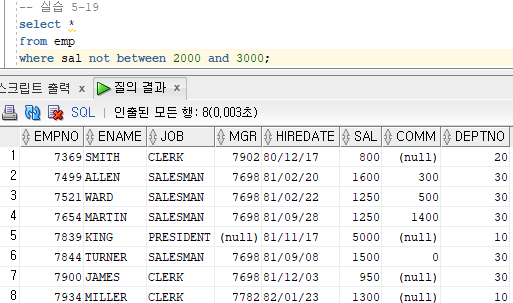 -- 실습 5-19
select *
from emp
where sal not between 2000 and 3000;
스크립트 출력 x 질의 결과 x
SQL | 인출된 모든 행: 8(0,003초)
EMPNO ENAME JOB MGR HIREDATE SAL COMM DEPTNO
1 7369 SMITH CLERK 7902 80/12/17 800 (null) 20
2 7499 ALLEN SALESMAN 7698 81/02/20 1600 300 30
3 7521 WARD SALESMAN 7698 81/02/22 1250 500 30
4 7654 MARTIN SALESMAN 7698 81/09/28 1250 1400 30
5 7839 KING PRESIDENT (null) 81/11/17 5000 (null) 10
6 7844 TURNER SALESMAN 7698 81/09/08 1500 0 30
7 7900 JAMES CLERK 7698 81/12/03 950 (null) 30
8 7934 MILLER CLERK 7782 82/01/23 1300 (null) 10